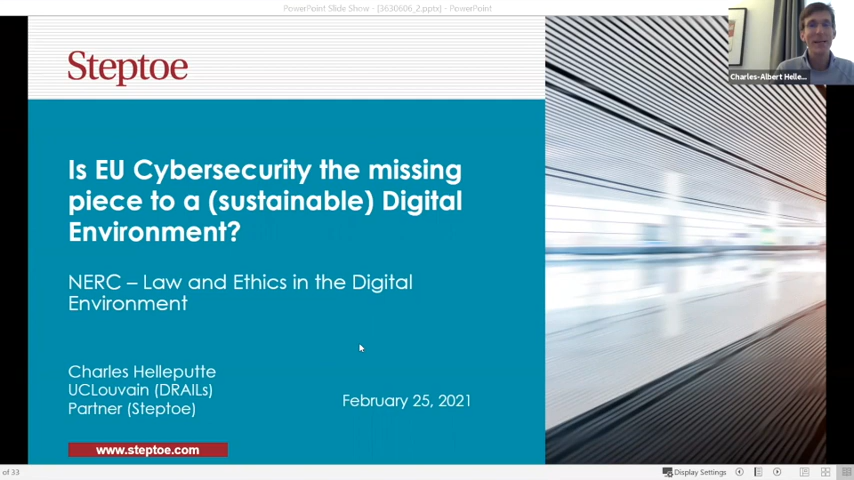 PowerPoint Slide Show - [3630606_2.pptx] - PowerPoint
Steptoe
Charles-Albert Helle...
Is EU Cybersecurity the missing
piece to a (sustainable) Digital
Environment?
NERC – Law and Ethics in the Digital
Environment
Charles Helleputte
UCLouvain (DRAILs)
Partner (Steptoe)
February 25, 2021
www.steptoe.com
of 33
Display Settings